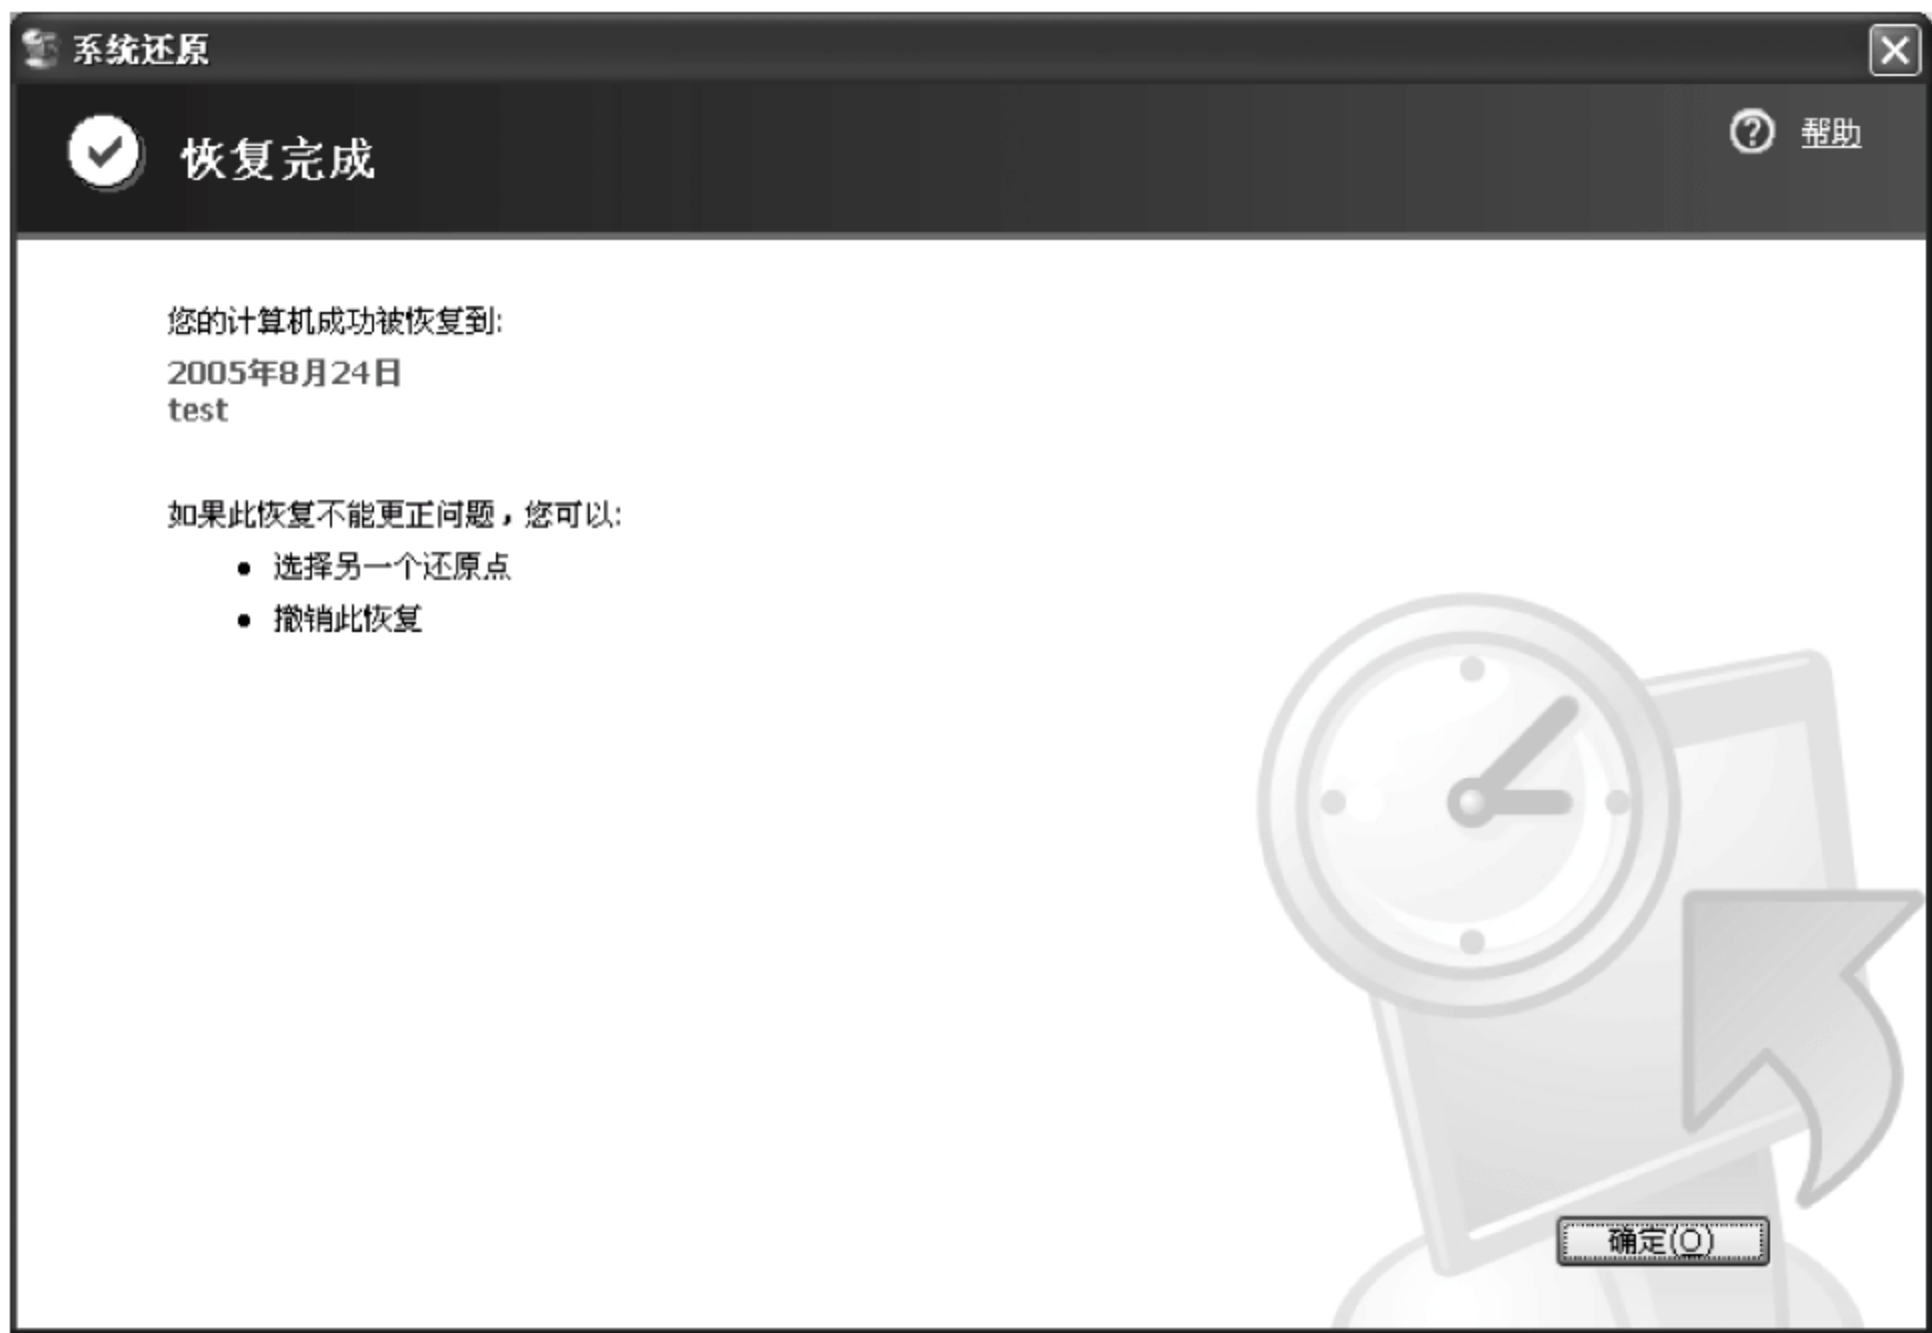 系统还原
恢复完成
帮助
您的计算机成功被恢复到:
2005年8月24日
test
如果此恢复不能更正问题，您可以:
• 选择另一个还原点
• 撤销此恢复
确定(O)